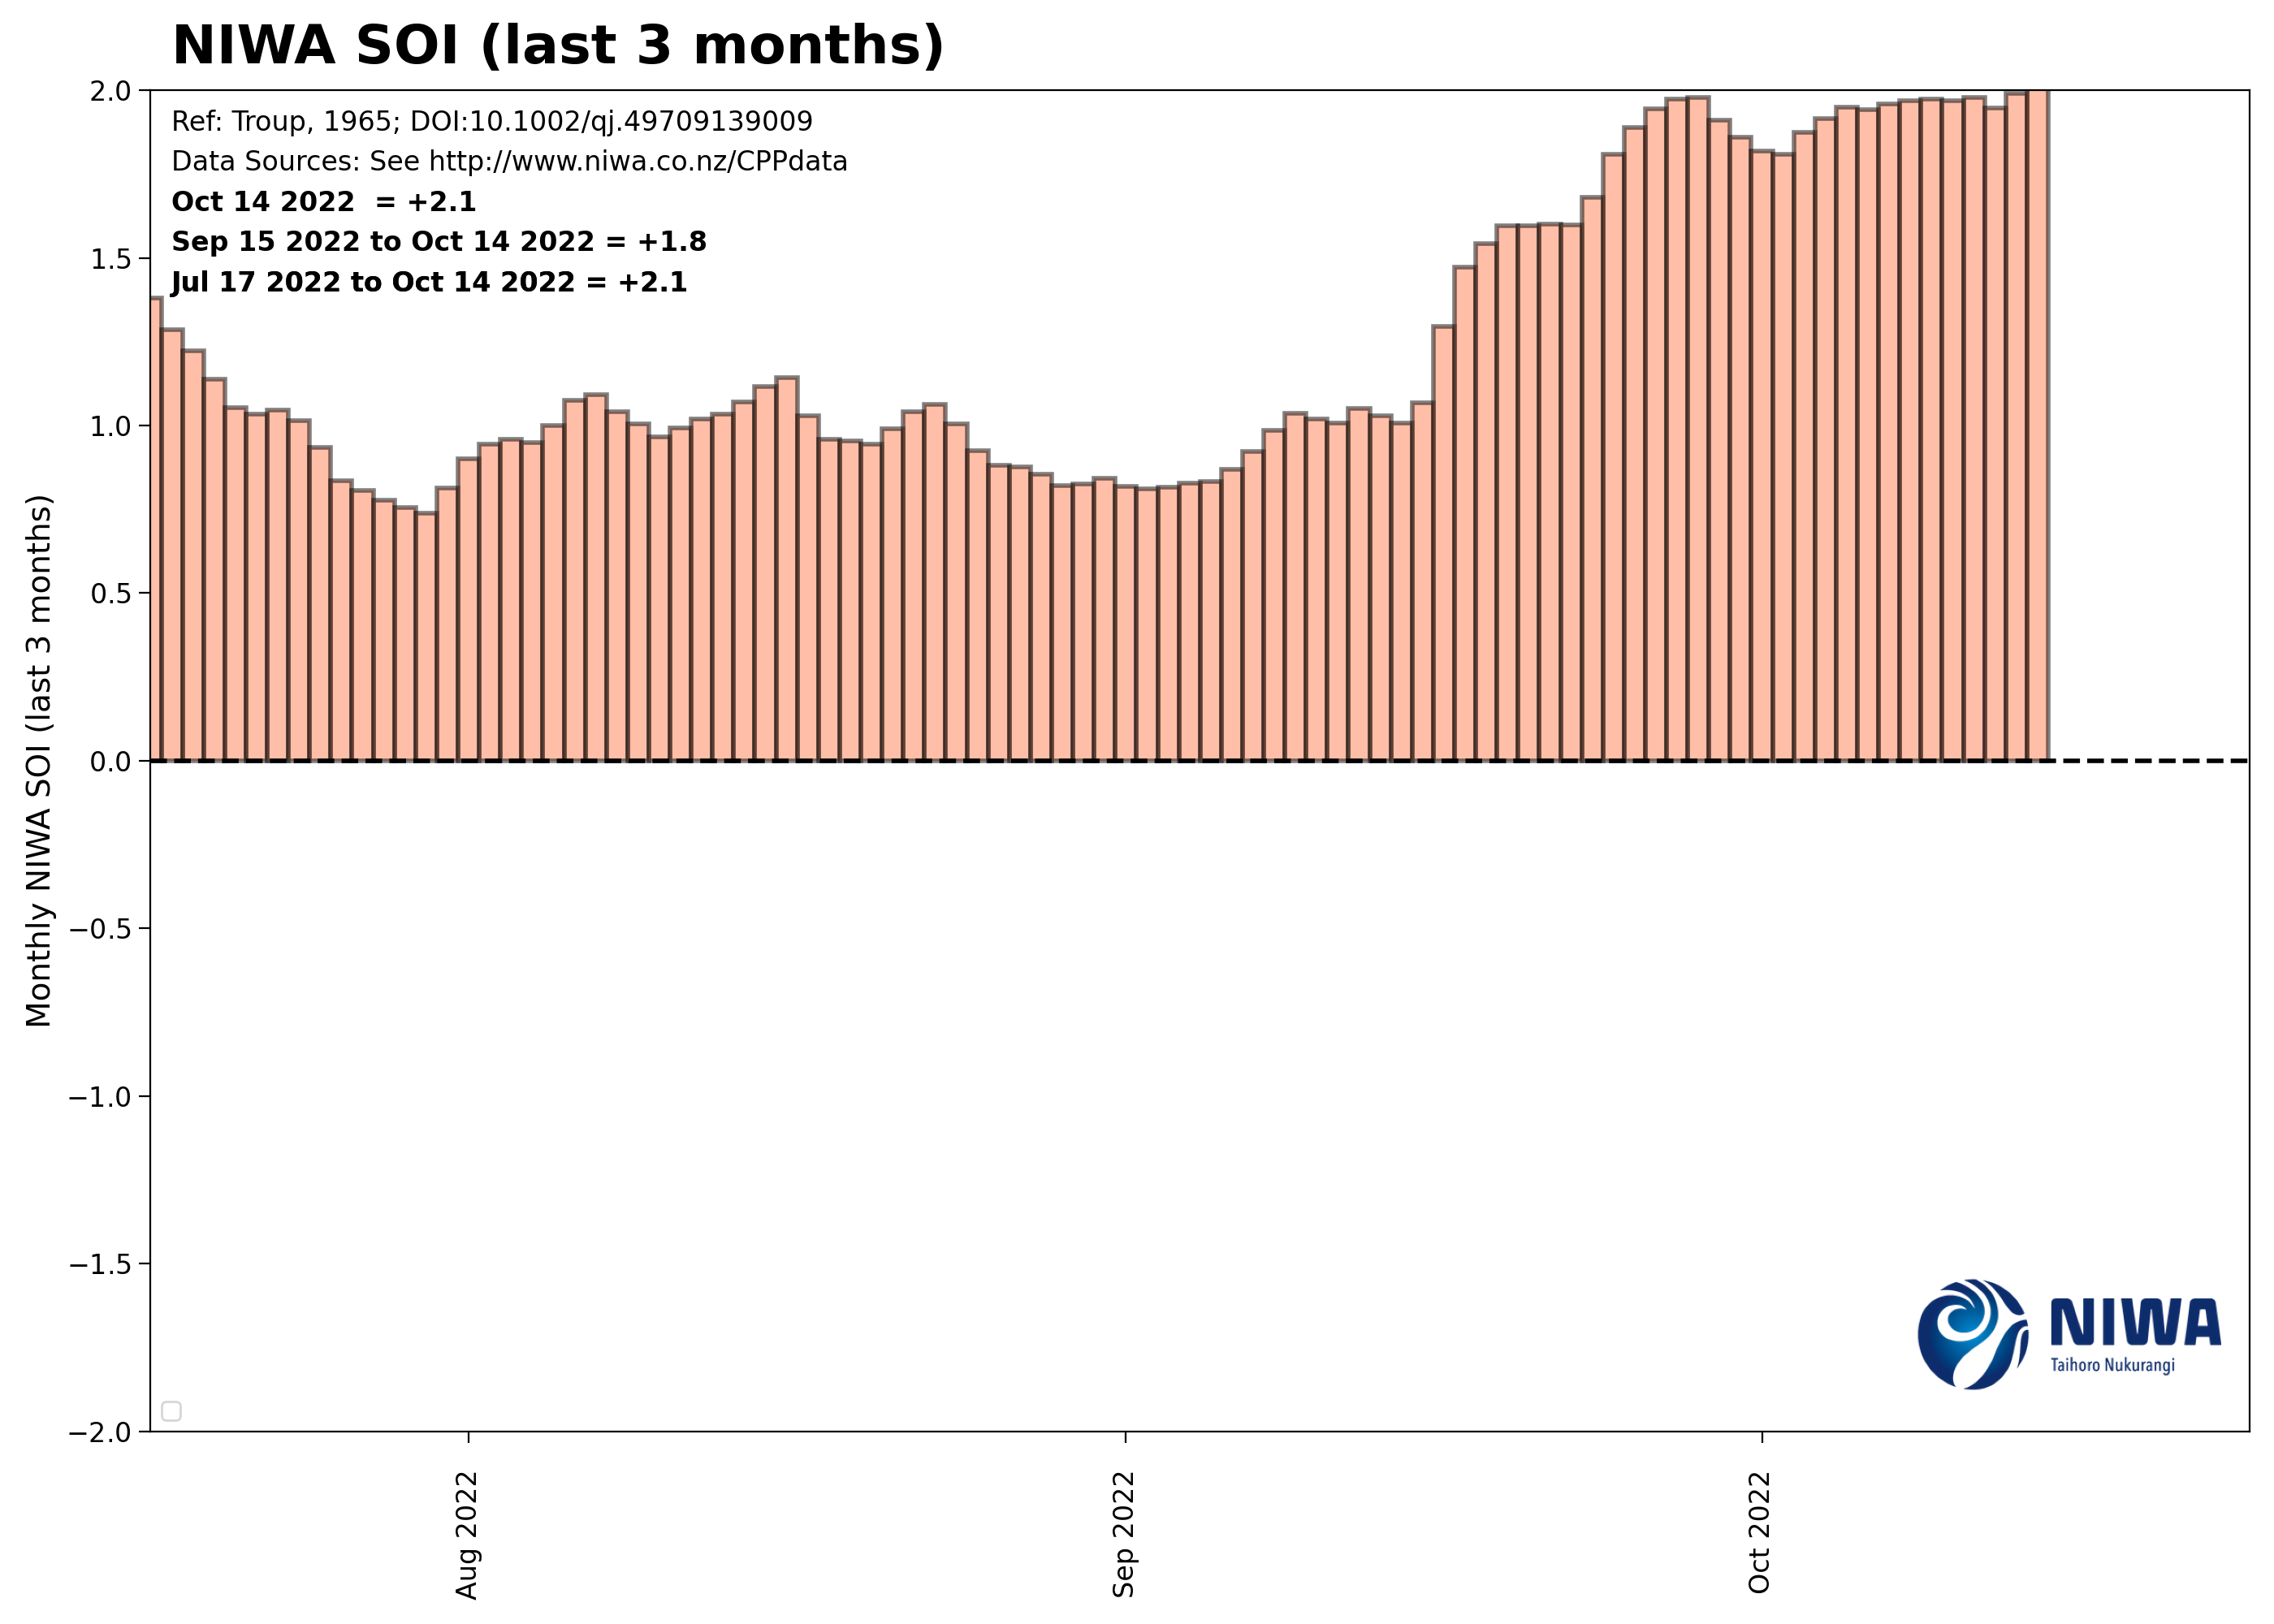 NIWA SOI (last 3 months)
Ref: Troup, 1965; DOI:10.1002/qj.49709139009
Data Sources: See http://www.niwa.co.nz/CPPdata
Oct 14 2022  = +2.1
Sep 15 2022 to Oct 14 2022 = +1.8
Jul 17 2022 to Oct 14 2022 = +2.1
Monthly NIWA SOI (last 3 months)
2.0
1.5
1.0
0.5
0.0
−0.5
−1.0
−1.5
−2.0
Aug 2022
Sep 2022
Oct 2022
NIWA
Taihoro Nukurangi